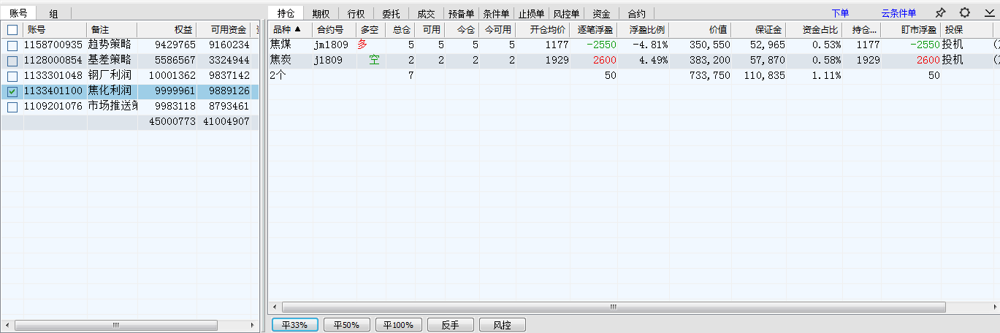 账号 组
账号 备注 权益 可用资金
1158700935 趋势策略 9429765 9160234
1128000854 基差策略 5586567 3324944
1133301048 钢厂利润 10001362 9837142
1133401100 焦化利润 9999961 9889126
1109201076 市场推送 9983118 8793461
45000773 41004907
持仓 期权 行权 委托 成交 预备单 条件单 止损单 风控单 资金 合约 下单 云条件单
品种▲ 合约号 多空 总仓 可用 今仓 今可用 开仓均价 逐笔浮盈 浮盈比例 价值 保证金 资金占比 持仓... 盯市浮盈 投保
焦煤 jm1809 多 5 5 5 5 1177 -2550 -4.81% 350,550 52,965 0.53% 1177 -2550 投机
焦炭 j1809 空 2 2 2 2 1929 2600 4.49% 383,200 57,870 0.58% 1929 2600 投机
2个 7 50 733,750 110,835 1.11% 50
平33% 平50% 平100% 反手 风控